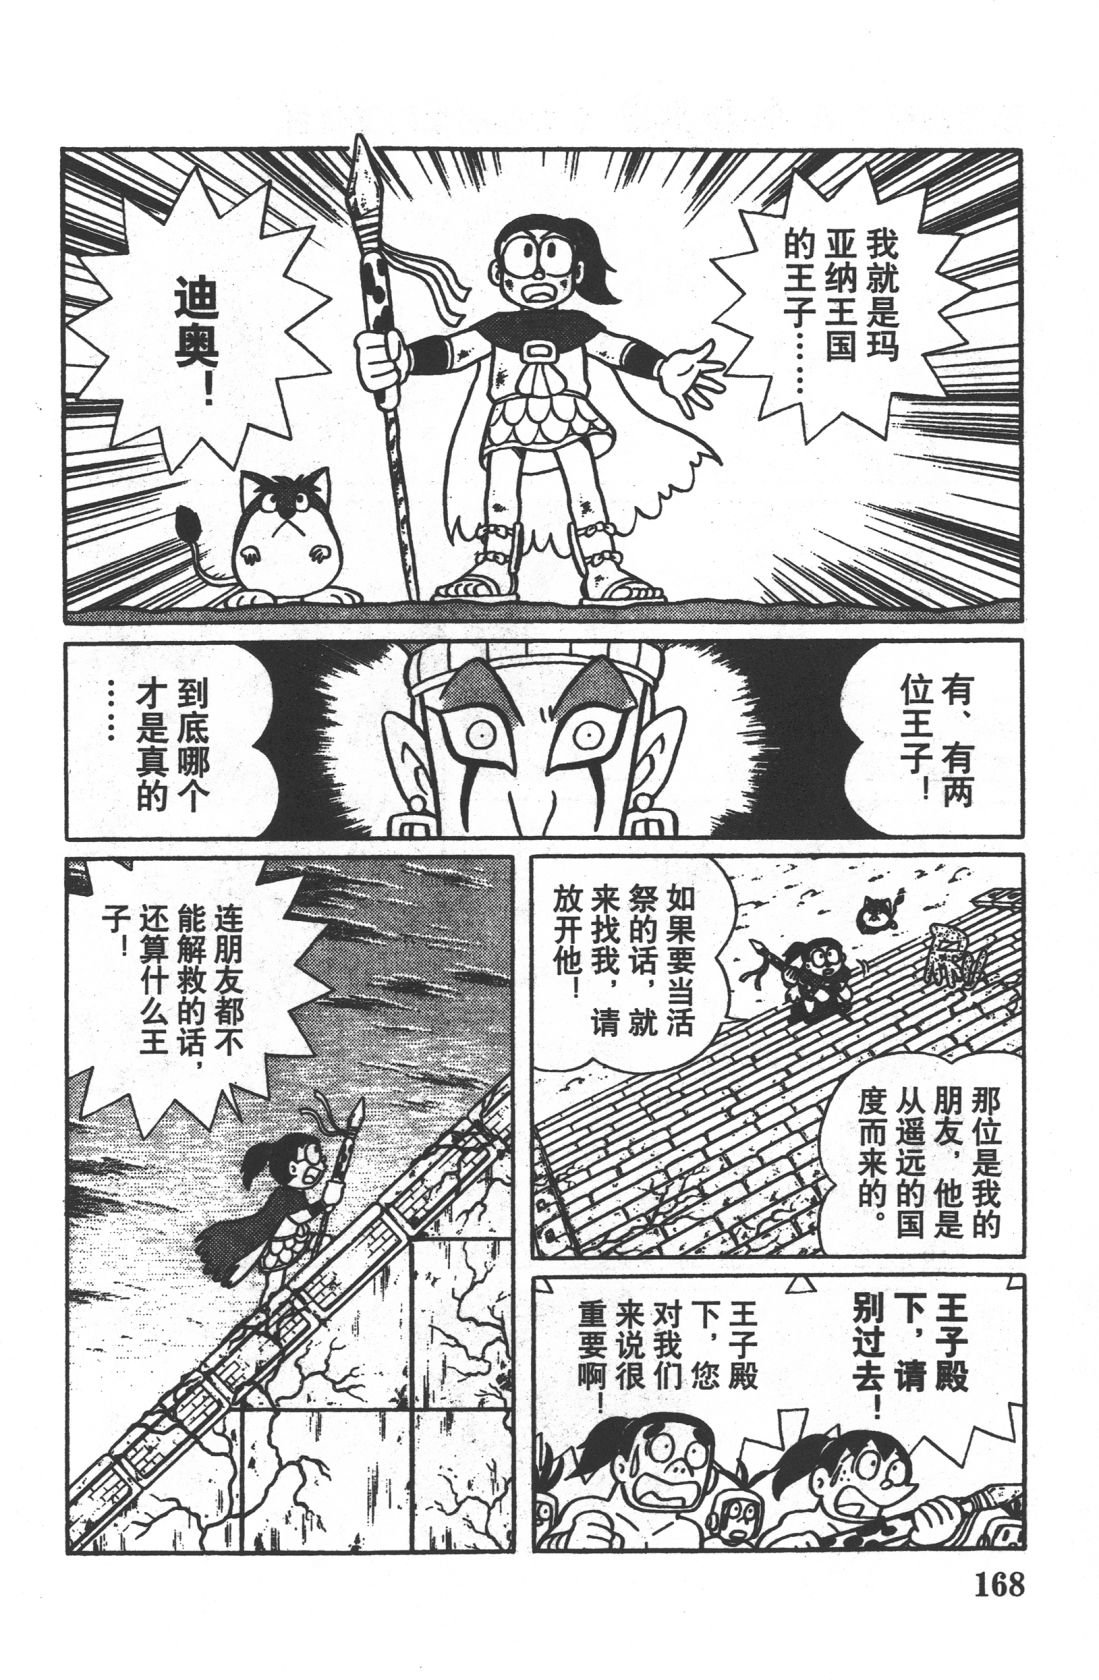 我就是玛
亚纳王国
的王子……
迪奥！
有、有两
位王子！
到底哪个
才是真的
……
如果要当活
祭的话，就
来找我，请
放开他！
那位是我的
朋友，他是
从遥远的国
度而来的。
王子殿
下，请
别过去！
王子殿
下，您
对我们
来说很
重要啊！
连朋友都不
能解救的话，
还算什么王
子！
168